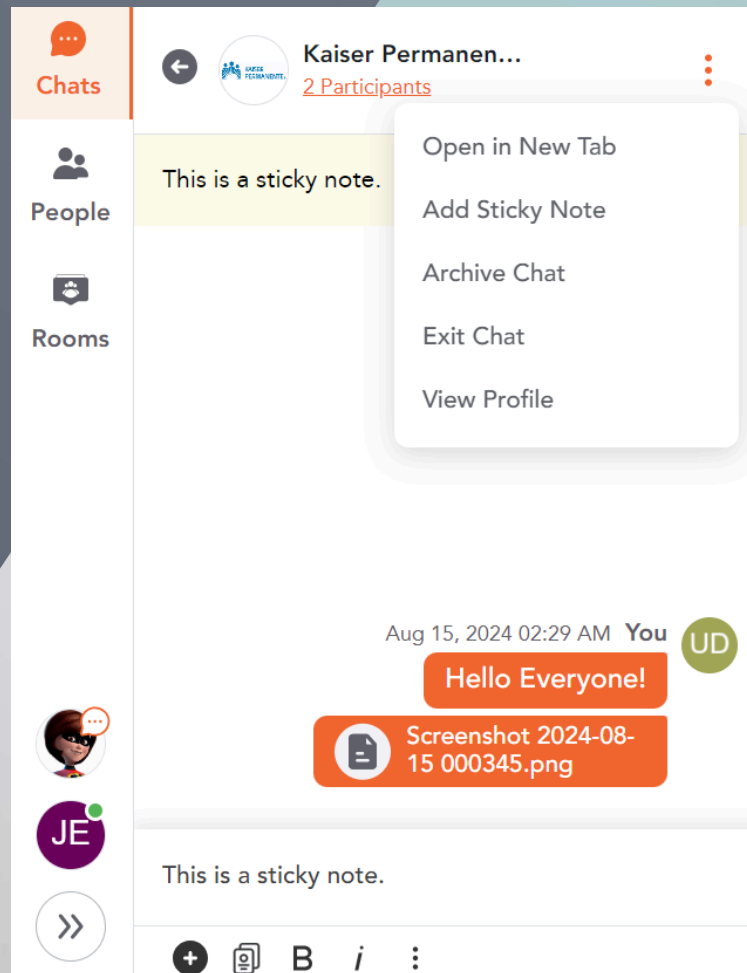 Chats
People
Rooms
JE
KAISER
PERMANENTE
Kaiser Permanen...
2 Participants
Open in New Tab
Add Sticky Note
Archive Chat
Exit Chat
View Profile
This is a sticky note.
Aug 15, 2024 02:29 AM You
UD
Hello Everyone!
Screenshot 2024-08-
15 000345.png
This is a sticky note.
B i